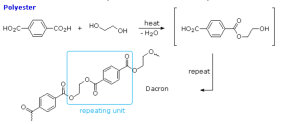 Polyester
HO₂C CO₂H + HO OH heat - H₂O HO₂C O O OH
repeat
O O O O O O O
Dacron
repeating unit
O O